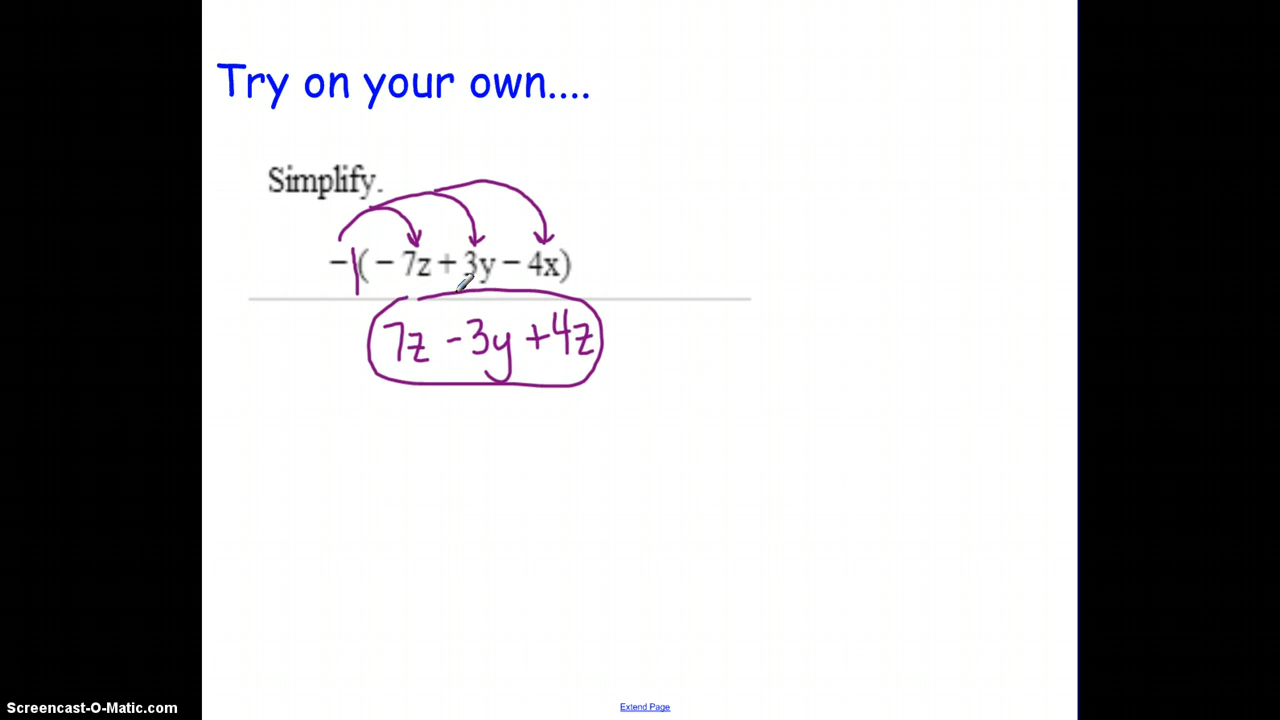 Try on your own....
Simplify.
-1(- 7z + 3y - 4x)
7z -3y +4z
Screencast-O-Matic.com
Extend Page